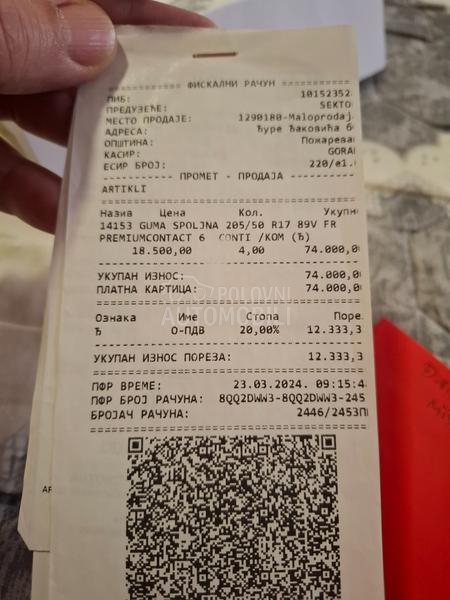 ============ ФИСКАЛНИ РАЧУН ============
ПИБ: 10152352
ПРЕДУЗЕЋЕ: SEKTO
МЕСТО ПРОДАЈЕ: 1290180-Maloprodaj
АДРЕСА: Ђуре Ђаковића б
ОПШТИНА: Пожарева
КАСИР: GORA
ЕСИР БРОЈ: 220/e1.
---------- ПРОМЕТ - ПРОДАЈА ----------
ARTIKLI
========================================
Назив Цена Кол. Укупн
14153 GUMA SPOLJNA 205/50 R17 89V FR
PREMIUMCONTACT 6 CONTI /KOM (Ђ)
18.500,00 4,00 74.000,0
----------------------------------------
УКУПАН ИЗНОС: 74.000,0
ПЛАТНА КАРТИЦА: 74.000,0
========================================
POLOVNI
AUTOMOBILI
Ознака Име Стопа Поре
Ђ О-ПДВ 20,00% 12.333,3
----------------------------------------
УКУПАН ИЗНОС ПОРЕЗА: 12.333,3
========================================
ПФР ВРЕМЕ: 23.03.2024. 09:15:4
ПФР БРОЈ РАЧУНА: 8QQ2DWW3-8QQ2DWW3-245
БРОЈАЧ РАЧУНА: 2446/2453П
========================================